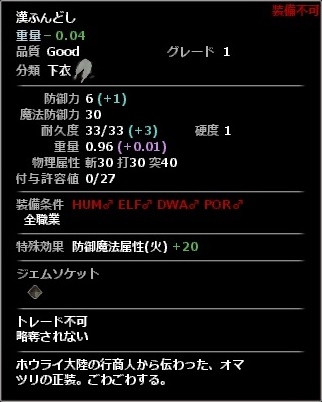 漢ふんどし
装備不可
重量 – 0.04
品質 Good グレード 1
分類 下衣
防御力 6 (+1)
魔法防御力 30
耐久度 33/33 (+3) 硬度 1
重量 0.96 (+0.01)
物理属性 斬30 打30 突40
付与許容値 0/27
装備条件 HUM♂ ELF♂ DWA♂ POR♂
全職業
特殊効果 防御魔法属性(火) +20
ジェムソケット
トレード不可
略奪されない
ホウライ大陸の行商人から伝わった、オマ
ツリの正装。ごわごわする。